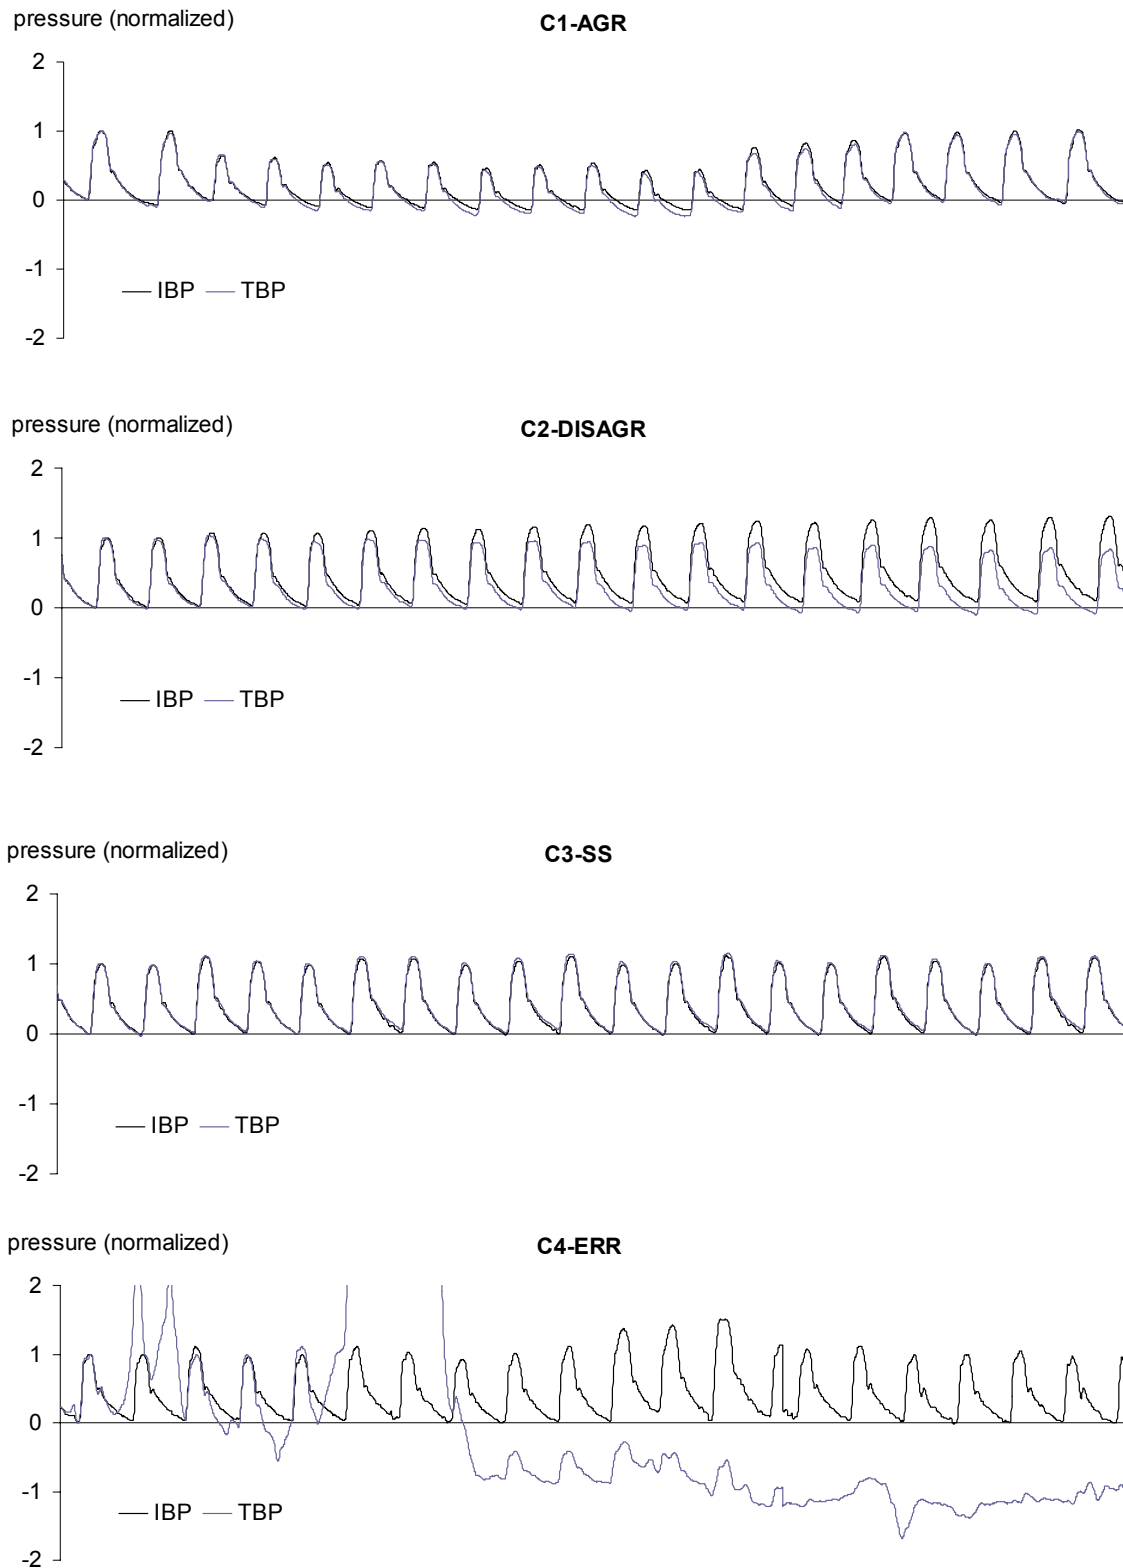 pressure (normalized)
C1-AGR
2
1
0
-1
IBP TBP
-2
pressure (normalized)
C2-DISAGR
2
1
0
-1
IBP TBP
-2
pressure (normalized)
C3-SS
2
1
0
-1
IBP TBP
-2
pressure (normalized)
C4-ERR
2
1
0
-1
IBP TBP
-2